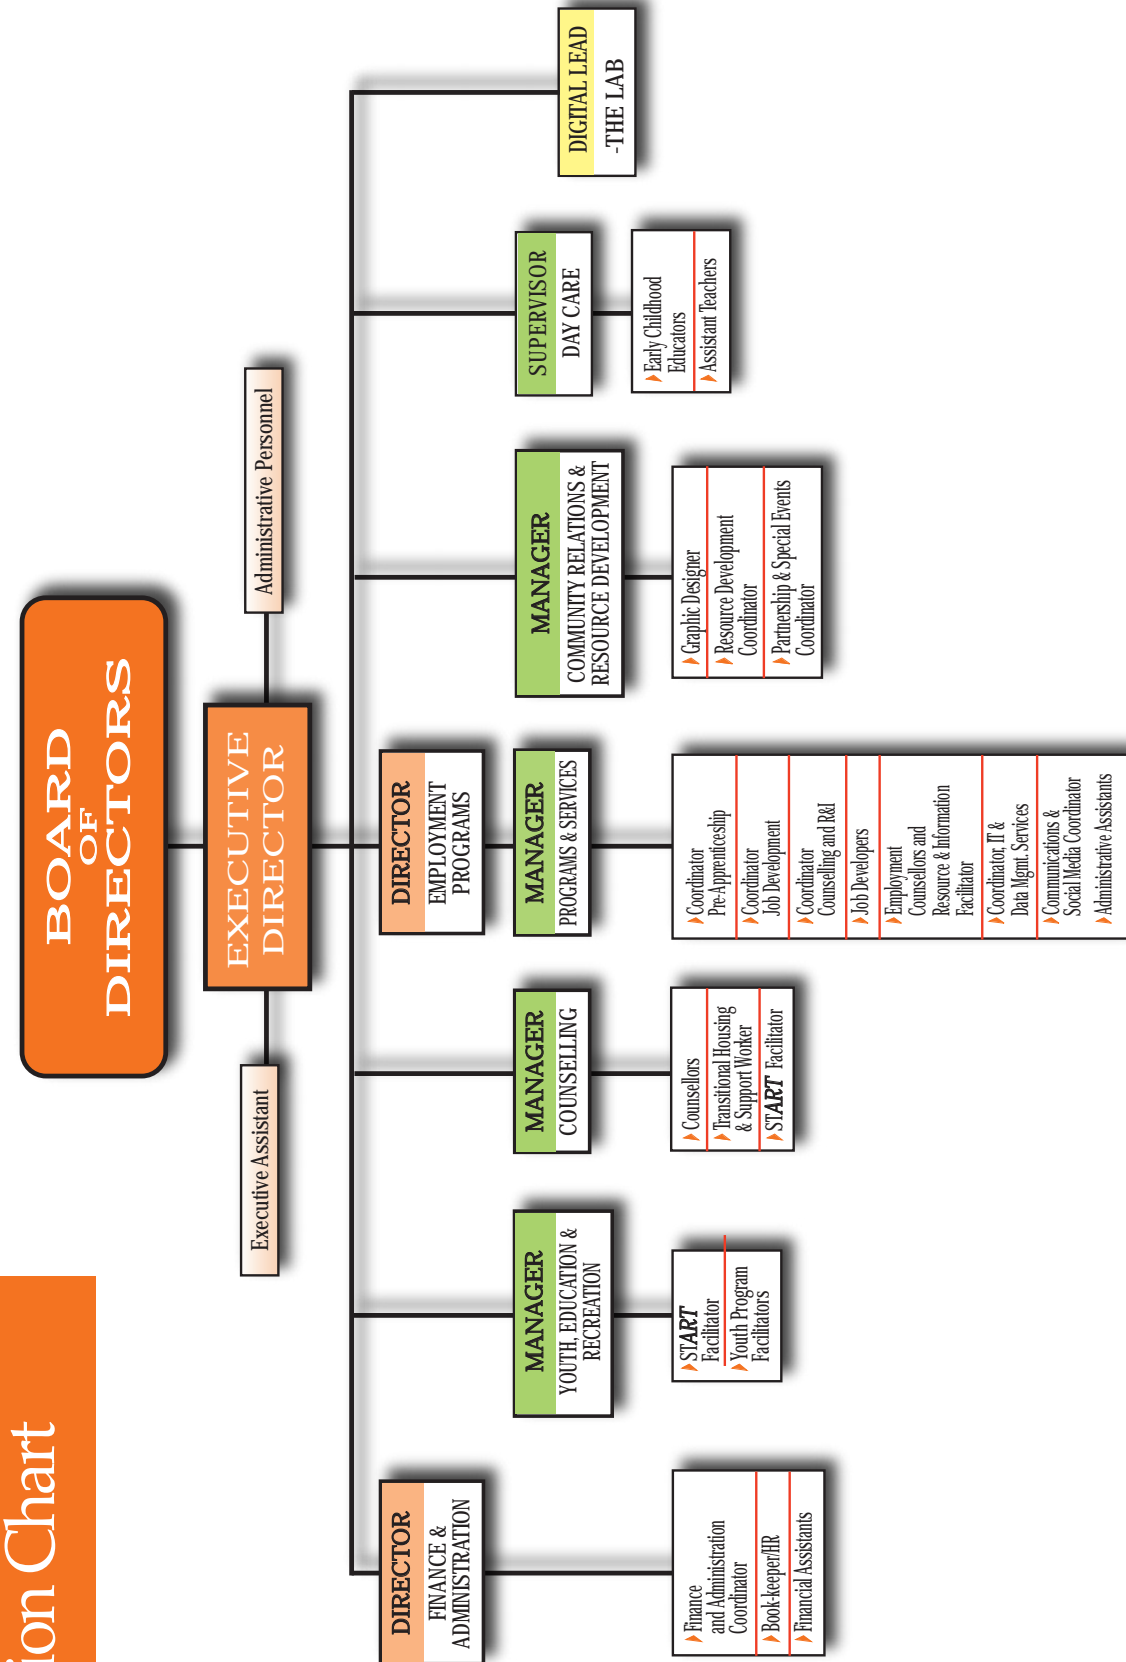 ion Chart
BOARD
OF
DIRECTORS
EXECUTIVE
DIRECTOR
Executive Assistant
Administrative Personnel
DIRECTOR
FINANCE &
ADMINISTRATION
Finance
and Administration
Coordinator
Book-keeper/HR
Financial Assistants
MANAGER
YOUTH, EDUCATION &
RECREATION
START
Facilitator
Youth Program
Facilitators
MANAGER
COUNSELLING
Counsellors
Transitional Housing
& Support Worker
START Facilitator
DIRECTOR
EMPLOYMENT
PROGRAMS
MANAGER
PROGRAMS & SERVICES
Coordinator
Pre-Apprenticeship
Coordinator
Job Development
Coordinator
Counselling and R&I
Job Developers
Employment
Counsellors and
Resource & Information
Facilitator
Coordinator, IT &
Data Mgmt. Services
Communications &
Social Media Coordinator
Administrative Assistants
MANAGER
COMMUNITY RELATIONS &
RESOURCE DEVELOPMENT
Graphic Designer
Resource Development
Coordinator
Partnership & Special Events
Coordinator
SUPERVISOR
DAY CARE
Early Childhood
Educators
Assistant Teachers
DIGITAL LEAD
-THE LAB